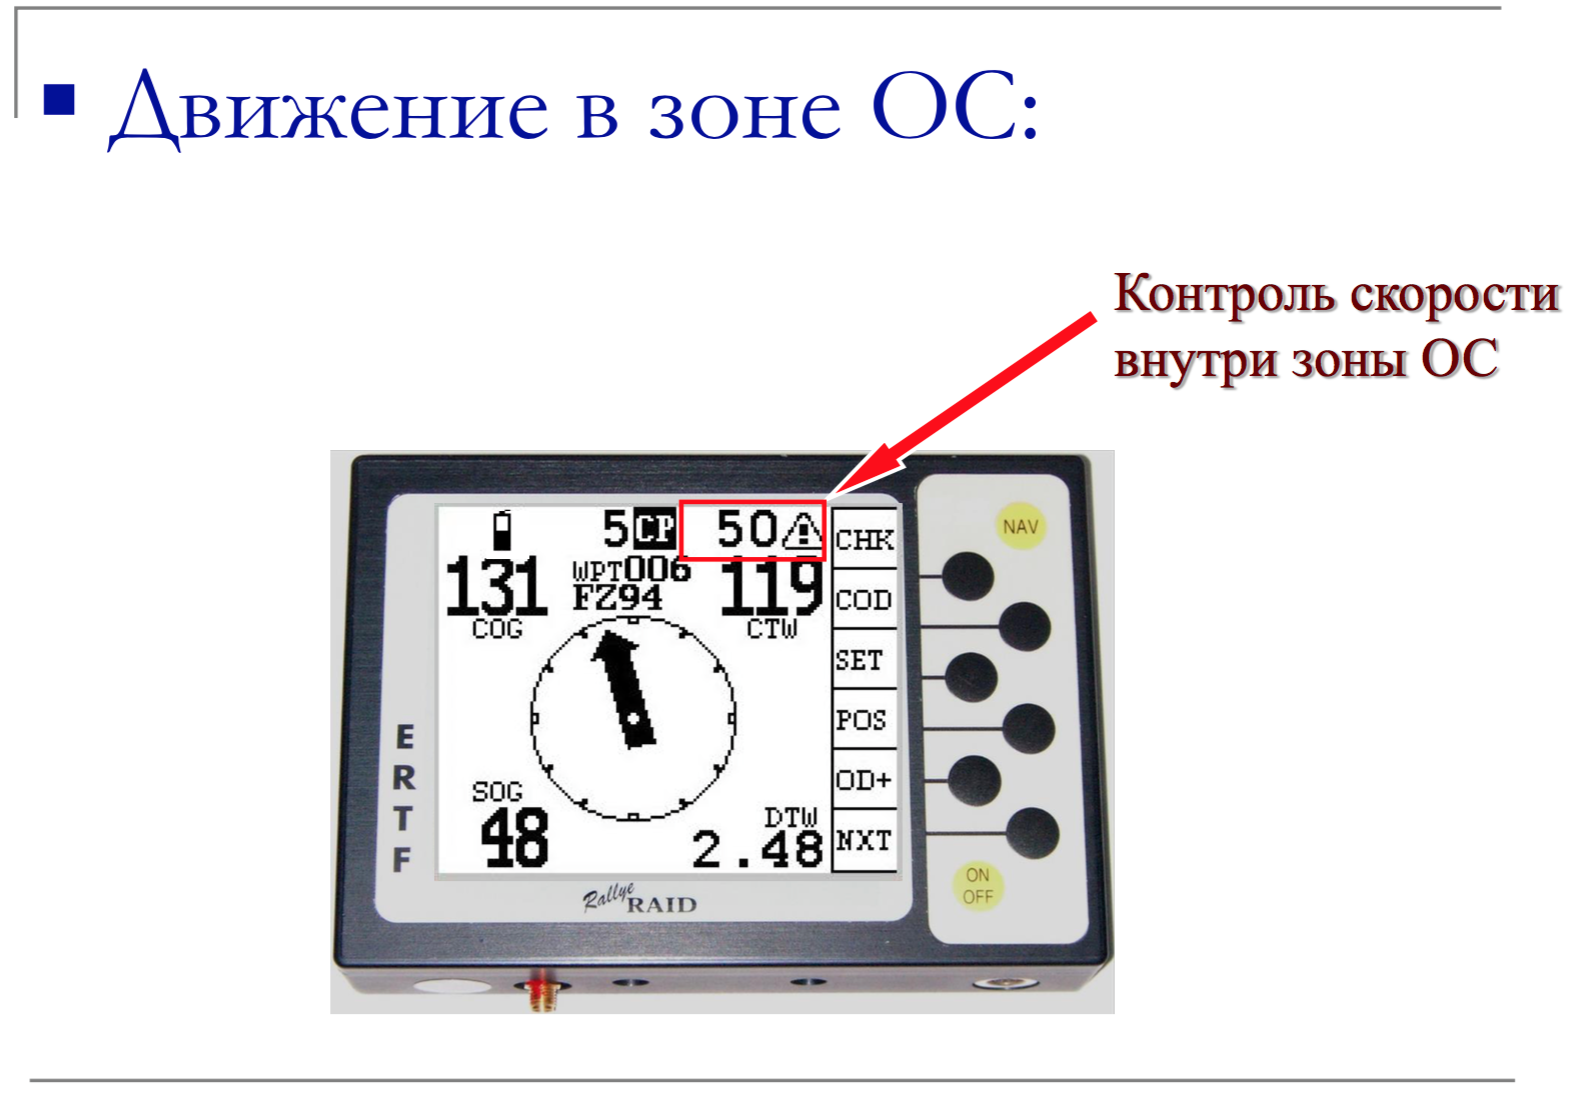 Движение в зоне ОС:
Контроль скорости
внутри зоны ОС
5 CP 50
CHK
NAV
131 WPT006 119
FZ94
COG CTW
COD
SET
POS
OD+
SOG DTW
48 2.48
NXT
E
R
T
F
ON
OFF
Rallye RAID